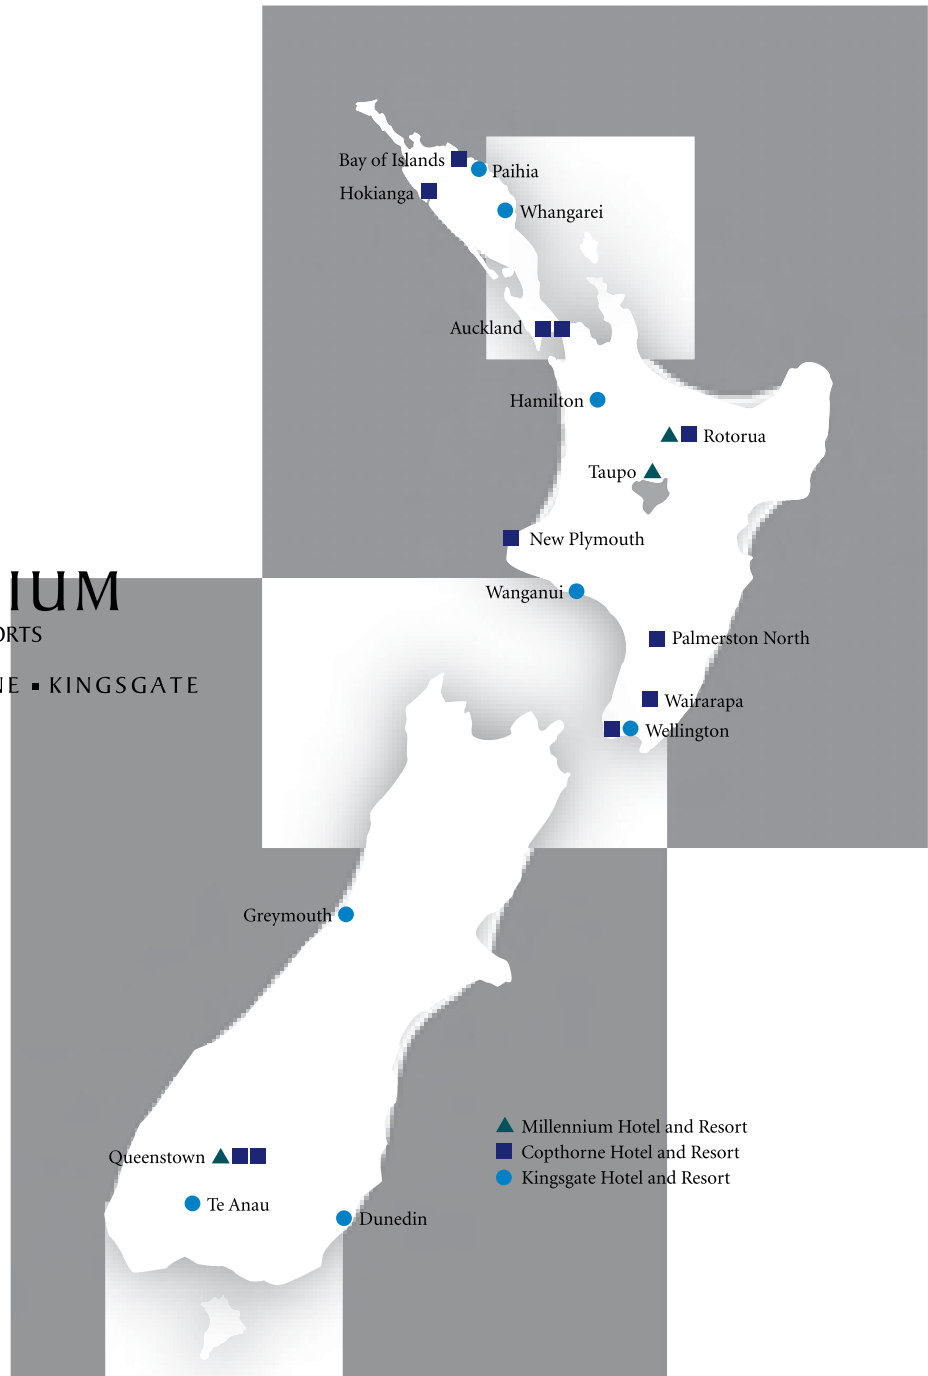 Bay of Islands
Paihia
Hokianga
Whangarei
Auckland
Hamilton
Rotorua
Taupo
New Plymouth
Wanganui
IUM
ORTS
Palmerston North
NE ▪ KINGSGATE
Wairarapa
Wellington
Greymouth
Millennium Hotel and Resort
Copthorne Hotel and Resort
Queenstown
Kingsgate Hotel and Resort
Te Anau
Dunedin